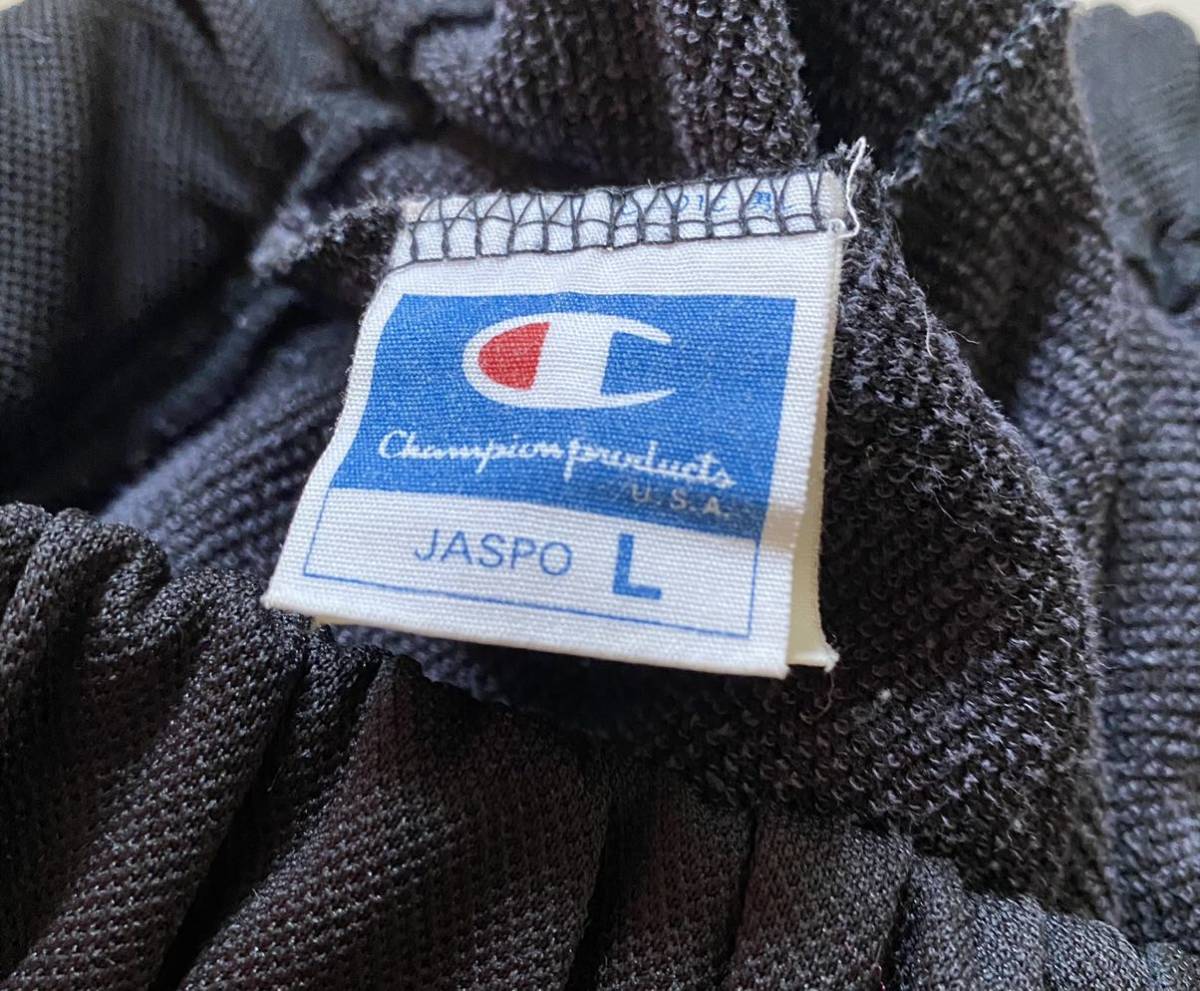 Champion products
U.S.A.
JASPO L